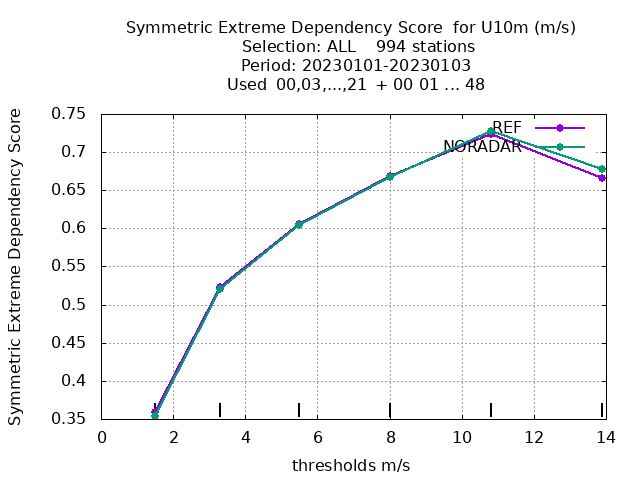 Symmetric Extreme Dependency Score  for U10m (m/s)
Selection: ALL    994 stations
Period: 20230101-20230103
Used  00,03,...,21  + 00 01 ... 48
Symmetric Extreme Dependency Score
0.75
0.7
0.65
0.6
0.55
0.5
0.45
0.4
0.35
REF
NORADAR
0 2 4 6 8 10 12 14
thresholds m/s